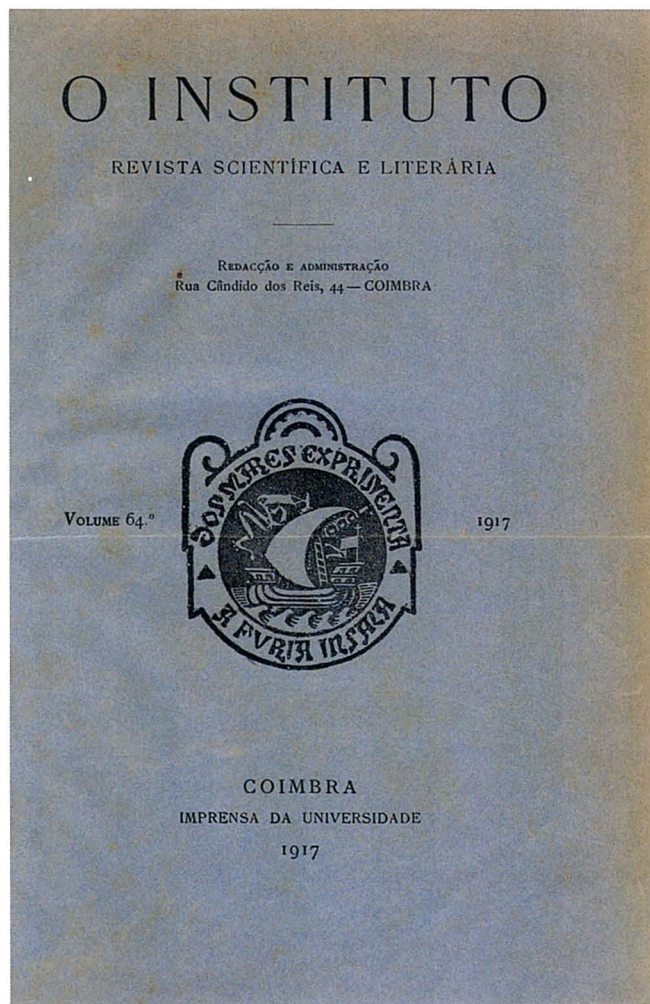 O INSTITUTO
REVISTA SCIENTÍFICA E LITERÁRIA
REDACÇÃO E ADMINISTRAÇÃO
Rua Cândido dos Reis, 44 — COIMBRA
DOS MARES EXPRIMENTA
A FVRIA INSANA
VOLUME 64.º
1917
COIMBRA
IMPRENSA DA UNIVERSIDADE
1917